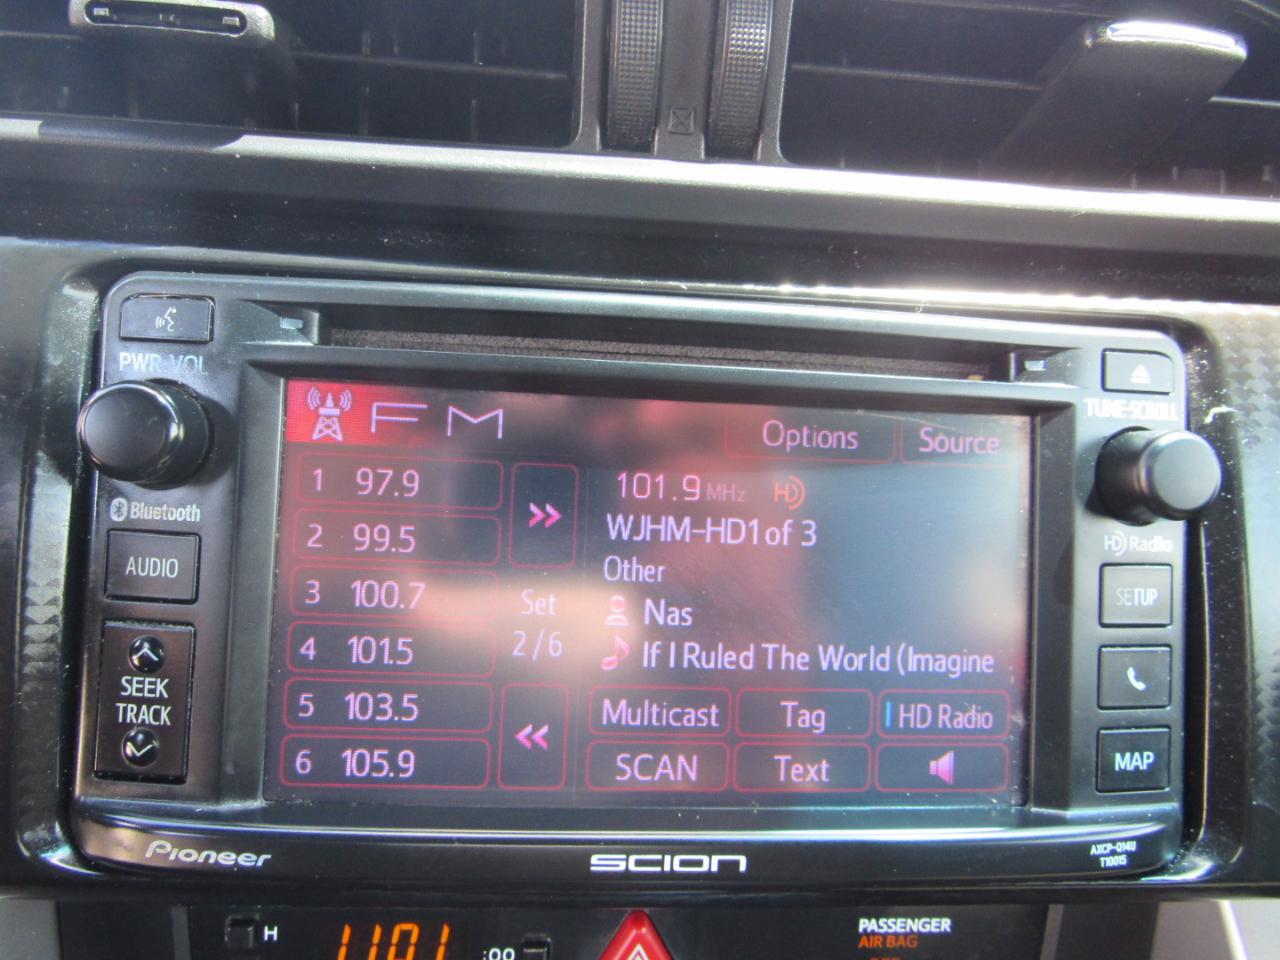 PWR·VOL
TUNE·SCROLL
FM
Options
Source
1 97.9
101.9 MHz HD
2 99.5
WJHM-HD1 of 3
Other
3 100.7
Set
2/6
Nas
4 101.5
If I Ruled The World (Imagine
5 103.5
Multicast
Tag
HD Radio
6 105.9
SCAN
Text
Bluetooth
AUDIO
SEEK
TRACK
HD Radio
SETUP
MAP
Pioneer
SCION
AXCP-Q14U
T10015
H
:00
PASSENGER
AIR BAG